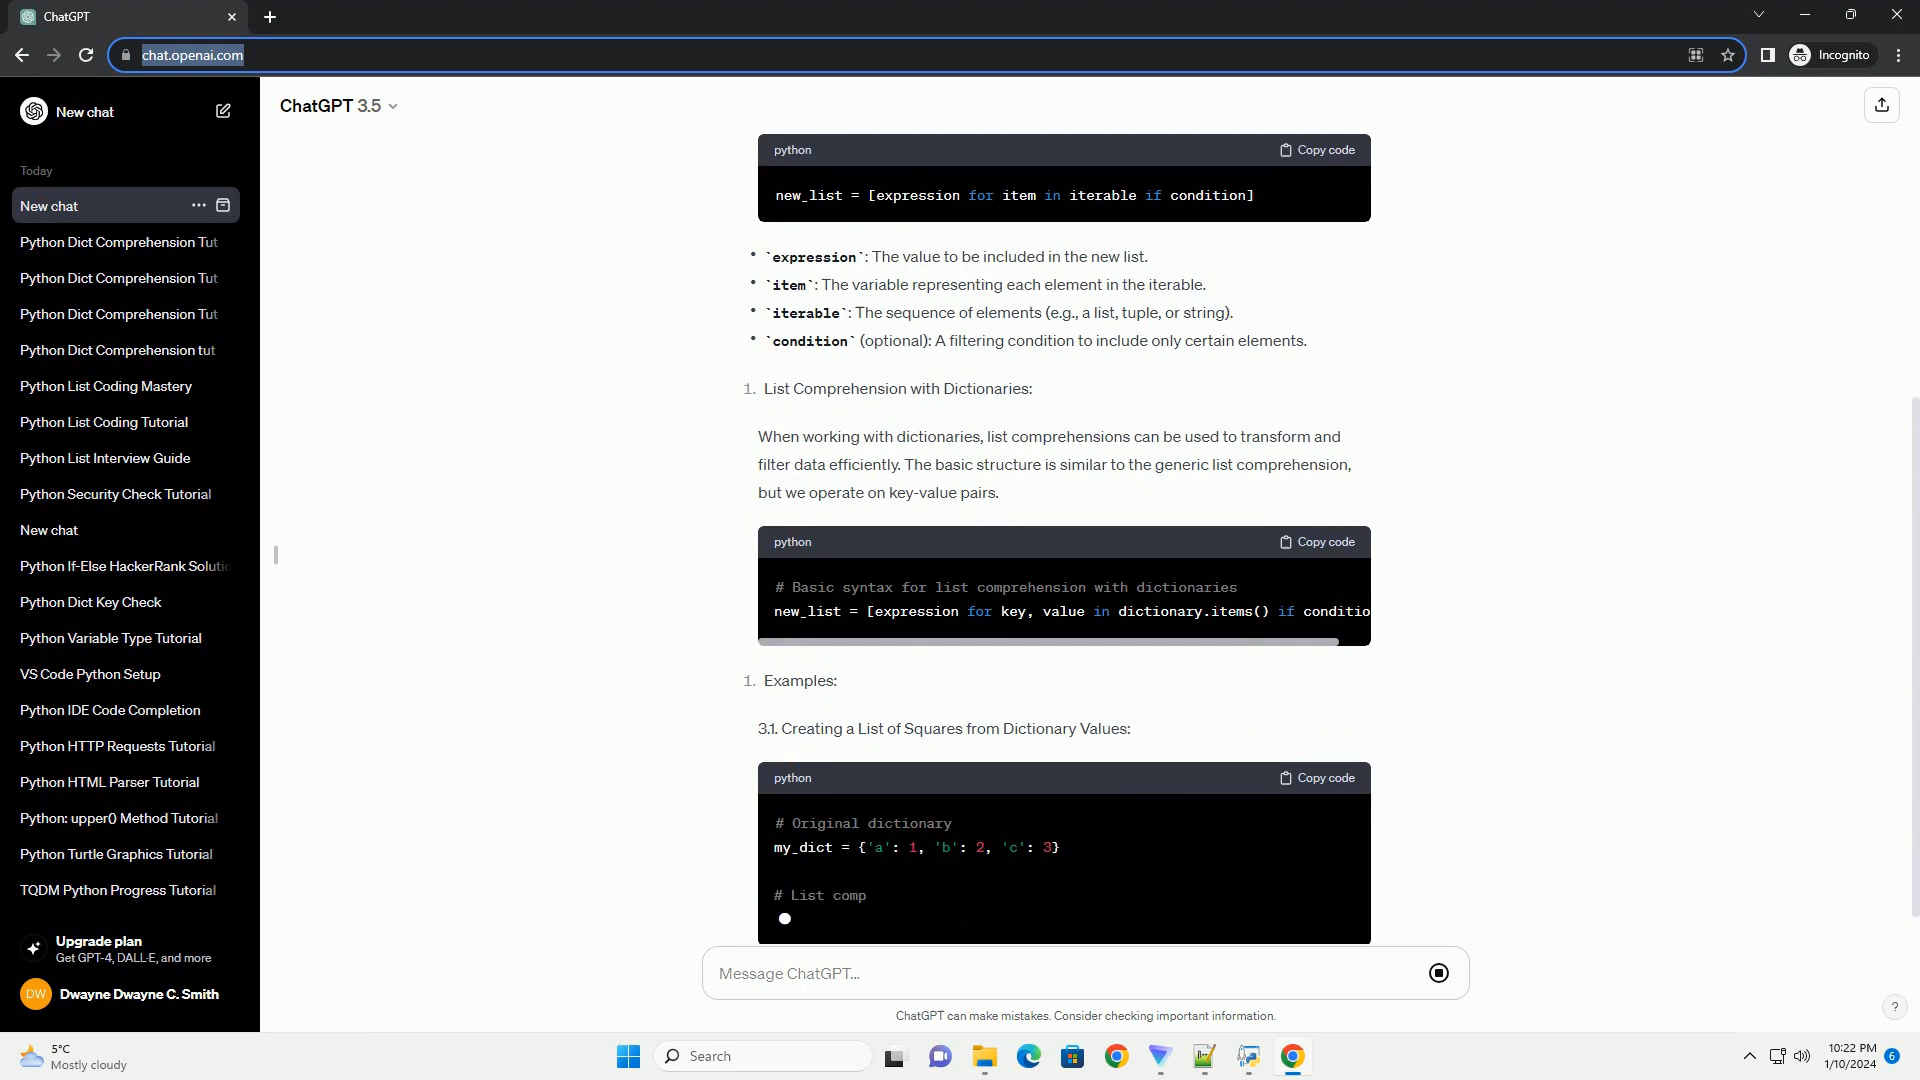 ChatGPT
chat.openai.com
Incognito
New chat
Today
New chat
Python Dict Comprehension Tut
Python Dict Comprehension Tut
Python Dict Comprehension Tut
Python Dict Comprehension tut
Python List Coding Mastery
Python List Coding Tutorial
Python List Interview Guide
Python Security Check Tutorial
New chat
Python If-Else HackerRank Soluti
Python Dict Key Check
Python Variable Type Tutorial
VS Code Python Setup
Python IDE Code Completion
Python HTTP Requests Tutorial
Python HTML Parser Tutorial
Python: upper() Method Tutorial
Python Turtle Graphics Tutorial
TQDM Python Progress Tutorial
Upgrade plan
Get GPT-4, DALL·E, and more
DW
Dwayne Dwayne C. Smith
ChatGPT 3.5
python
Copy code
new_list = [expression for item in iterable if condition]
• `expression`: The value to be included in the new list.
• `item`: The variable representing each element in the iterable.
• `iterable`: The sequence of elements (e.g., a list, tuple, or string).
• `condition` (optional): A filtering condition to include only certain elements.
1. List Comprehension with Dictionaries:
When working with dictionaries, list comprehensions can be used to transform and
filter data efficiently. The basic structure is similar to the generic list comprehension,
but we operate on key-value pairs.
python
Copy code
# Basic syntax for list comprehension with dictionaries
new_list = [expression for key, value in dictionary.items() if conditio
1. Examples:
3.1. Creating a List of Squares from Dictionary Values:
python
Copy code
# Original dictionary
my_dict = {'a': 1, 'b': 2, 'c': 3}
# List comp
Message ChatGPT...
ChatGPT can make mistakes. Consider checking important information.
?
5°C
Mostly cloudy
Search
10:22 PM
1/10/2024
6